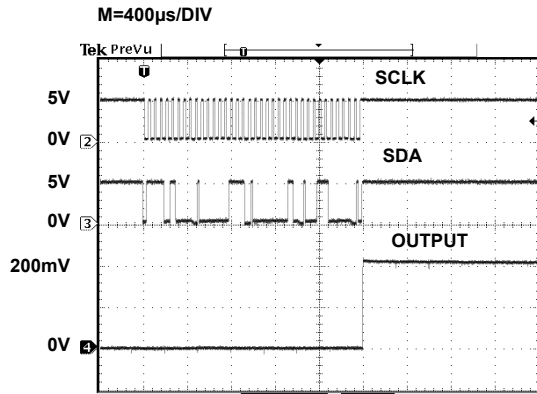 M=400μs/DIV
Tek PreVu
T
T
SCLK
5V
0V 2
SDA
5V
0V 3
OUTPUT
200mV
0V 4